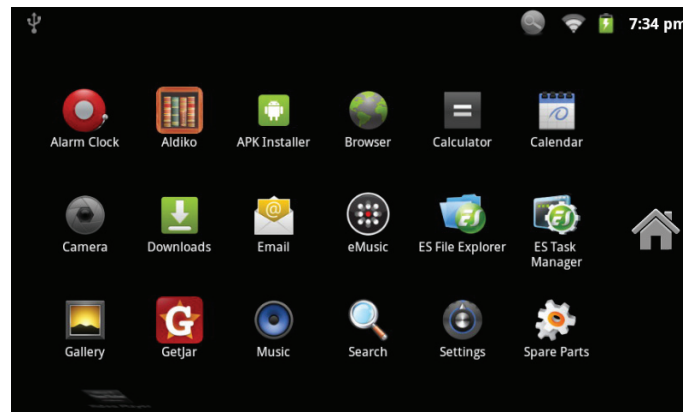 7:34 pm
Alarm Clock
Aldiko
APK Installer
Browser
Calculator
Calendar
Camera
Downloads
Email
eMusic
ES File Explorer
ES Task
Manager
Gallery
GetJar
Music
Search
Settings
Spare Parts